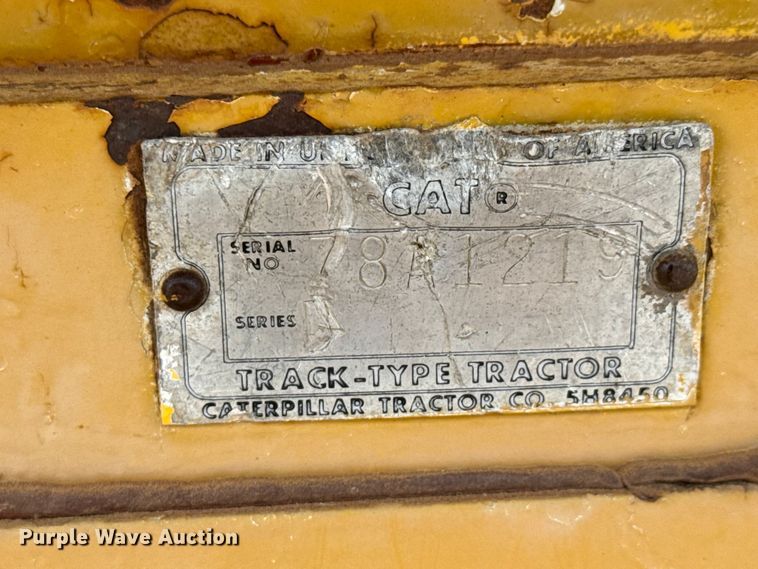 MADE IN OF AMERICA
CAT®
SERIAL NO 78A1219
SERIES
TRACK-TYPE TRACTOR
CATERPILLAR TRACTOR CO. 5H8450
Purple Wave Auction